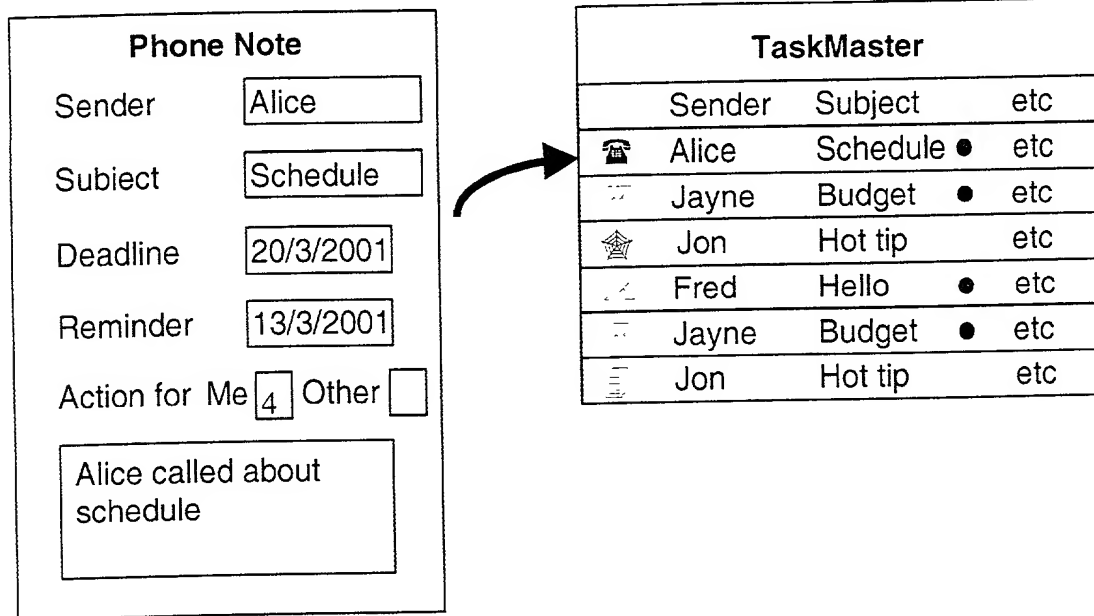 Phone Note
Sender Alice
Subiect Schedule
Deadline 20/3/2001
Reminder 13/3/2001
Action for Me 4 Other
Alice called about
schedule
TaskMaster
Sender Subject etc
Alice Schedule ● etc
Jayne Budget ● etc
Jon Hot tip etc
Fred Hello ● etc
Jayne Budget ● etc
Jon Hot tip etc